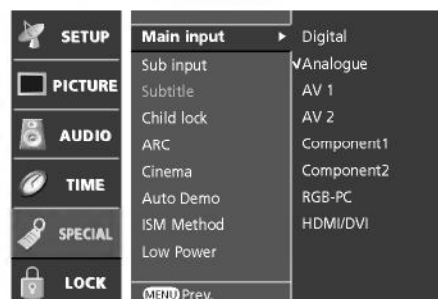 SETUP
PICTURE
AUDIO
TIME
SPECIAL
LOCK
Main input
Sub input
Subtitle
Child lock
ARC
Cinema
Auto Demo
ISM Method
Low Power
MENU Prev.
Digital
Analogue
AV 1
AV 2
Component1
Component2
RGB-PC
HDMI/DVI